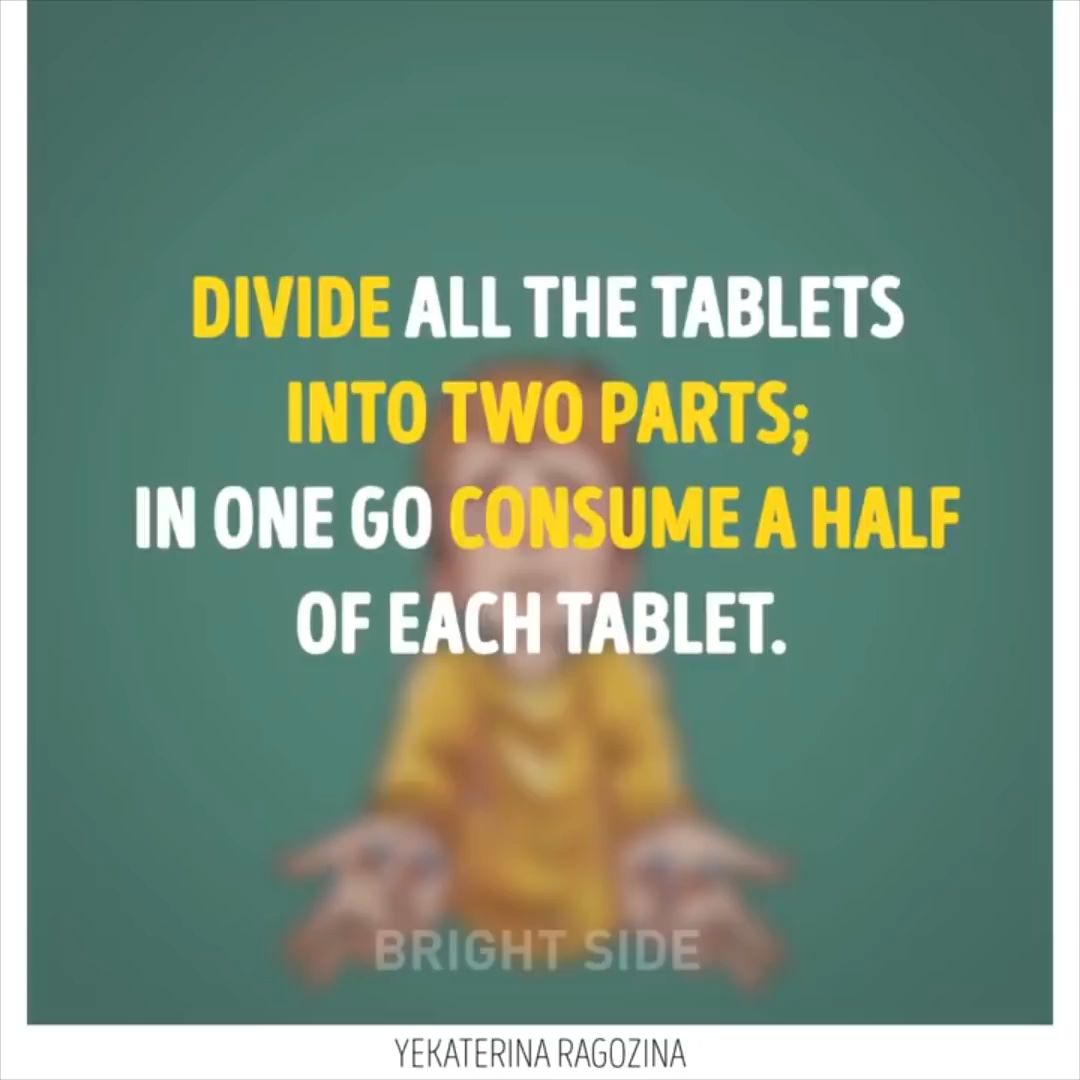 DIVIDE ALL THE TABLETS
INTO TWO PARTS;
IN ONE GO CONSUME A HALF
OF EACH TABLET.
BRIGHT SIDE
YEKATERINA RAGOZINA